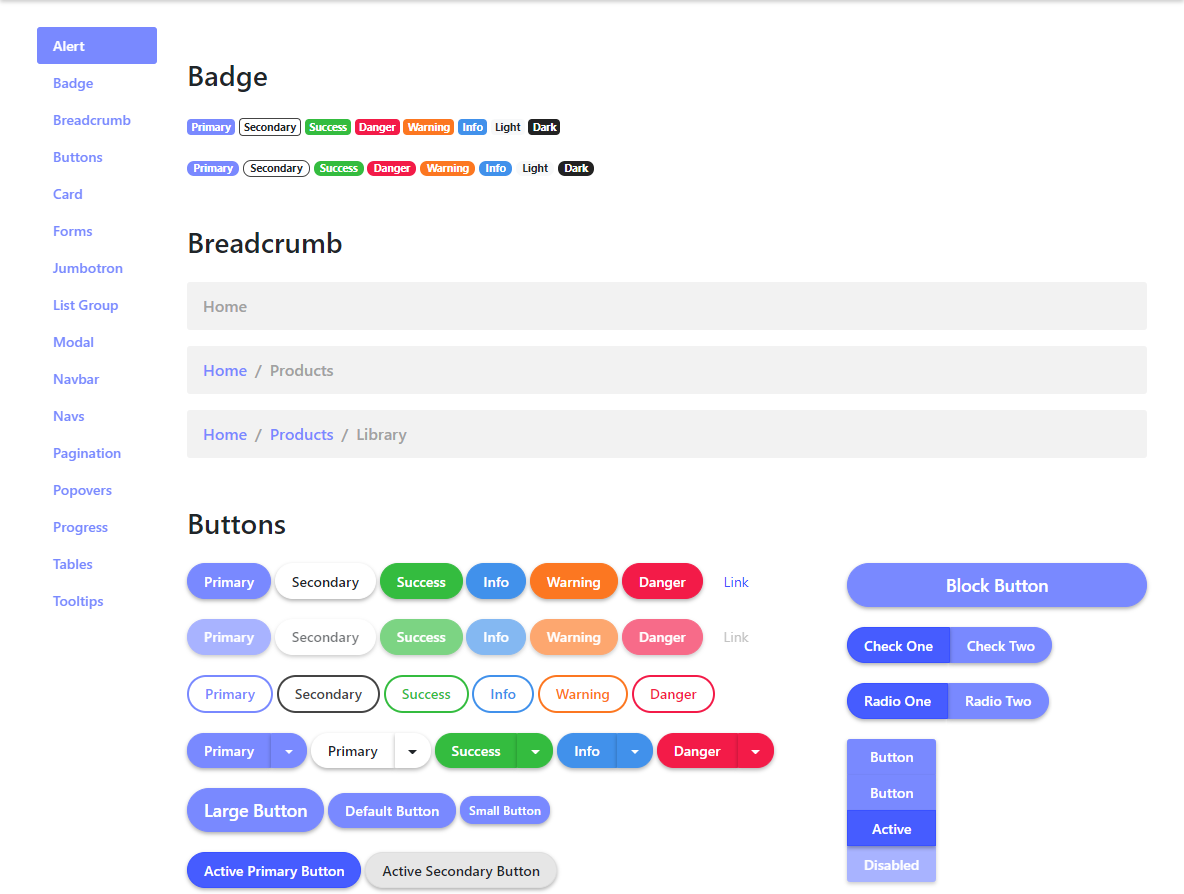 Alert
Badge
Breadcrumb
Buttons
Card
Forms
Jumbotron
List Group
Modal
Navbar
Navs
Pagination
Popovers
Progress
Tables
Tooltips
Badge
Primary Secondary Success Danger Warning Info Light Dark
Primary Secondary Success Danger Warning Info Light Dark
Breadcrumb
Home
Home / Products
Home / Products / Library
Buttons
Primary Secondary Success Info Warning Danger Link
Primary Secondary Success Info Warning Danger Link
Primary Secondary Success Info Warning Danger
Primary Primary Success Info Danger
Large Button Default Button Small Button
Active Primary Button Active Secondary Button
Block Button
Check One Check Two
Radio One Radio Two
Button
Button
Active
Disabled